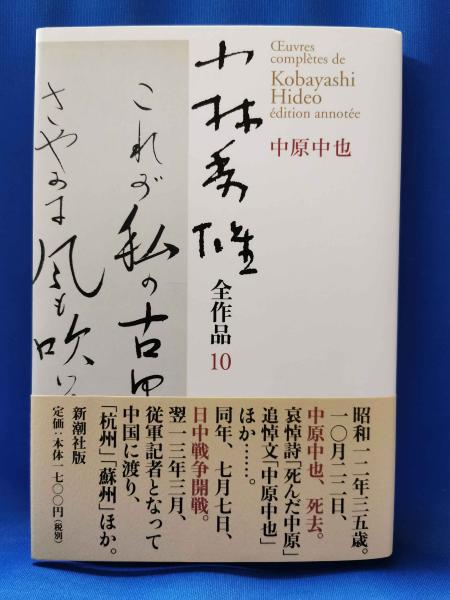 Œuvres
complètes de
Kobayashi
Hideo
édition annotée
中原中也
小林秀雄
全作品
10
これが私の古里
さやかに風も吹い
昭和一二年三五歳。
一〇月二二日、
中原中也、死去。
哀悼詩「死んだ中原」
追悼文「中原中也」
ほか……。
同年、七月七日、
日中戦争開戦。
翌一三年三月、
従軍記者となって
中国に渡り、
「杭州」「蘇州」ほか。
新潮社版
定価:本体一七〇〇円(税別)